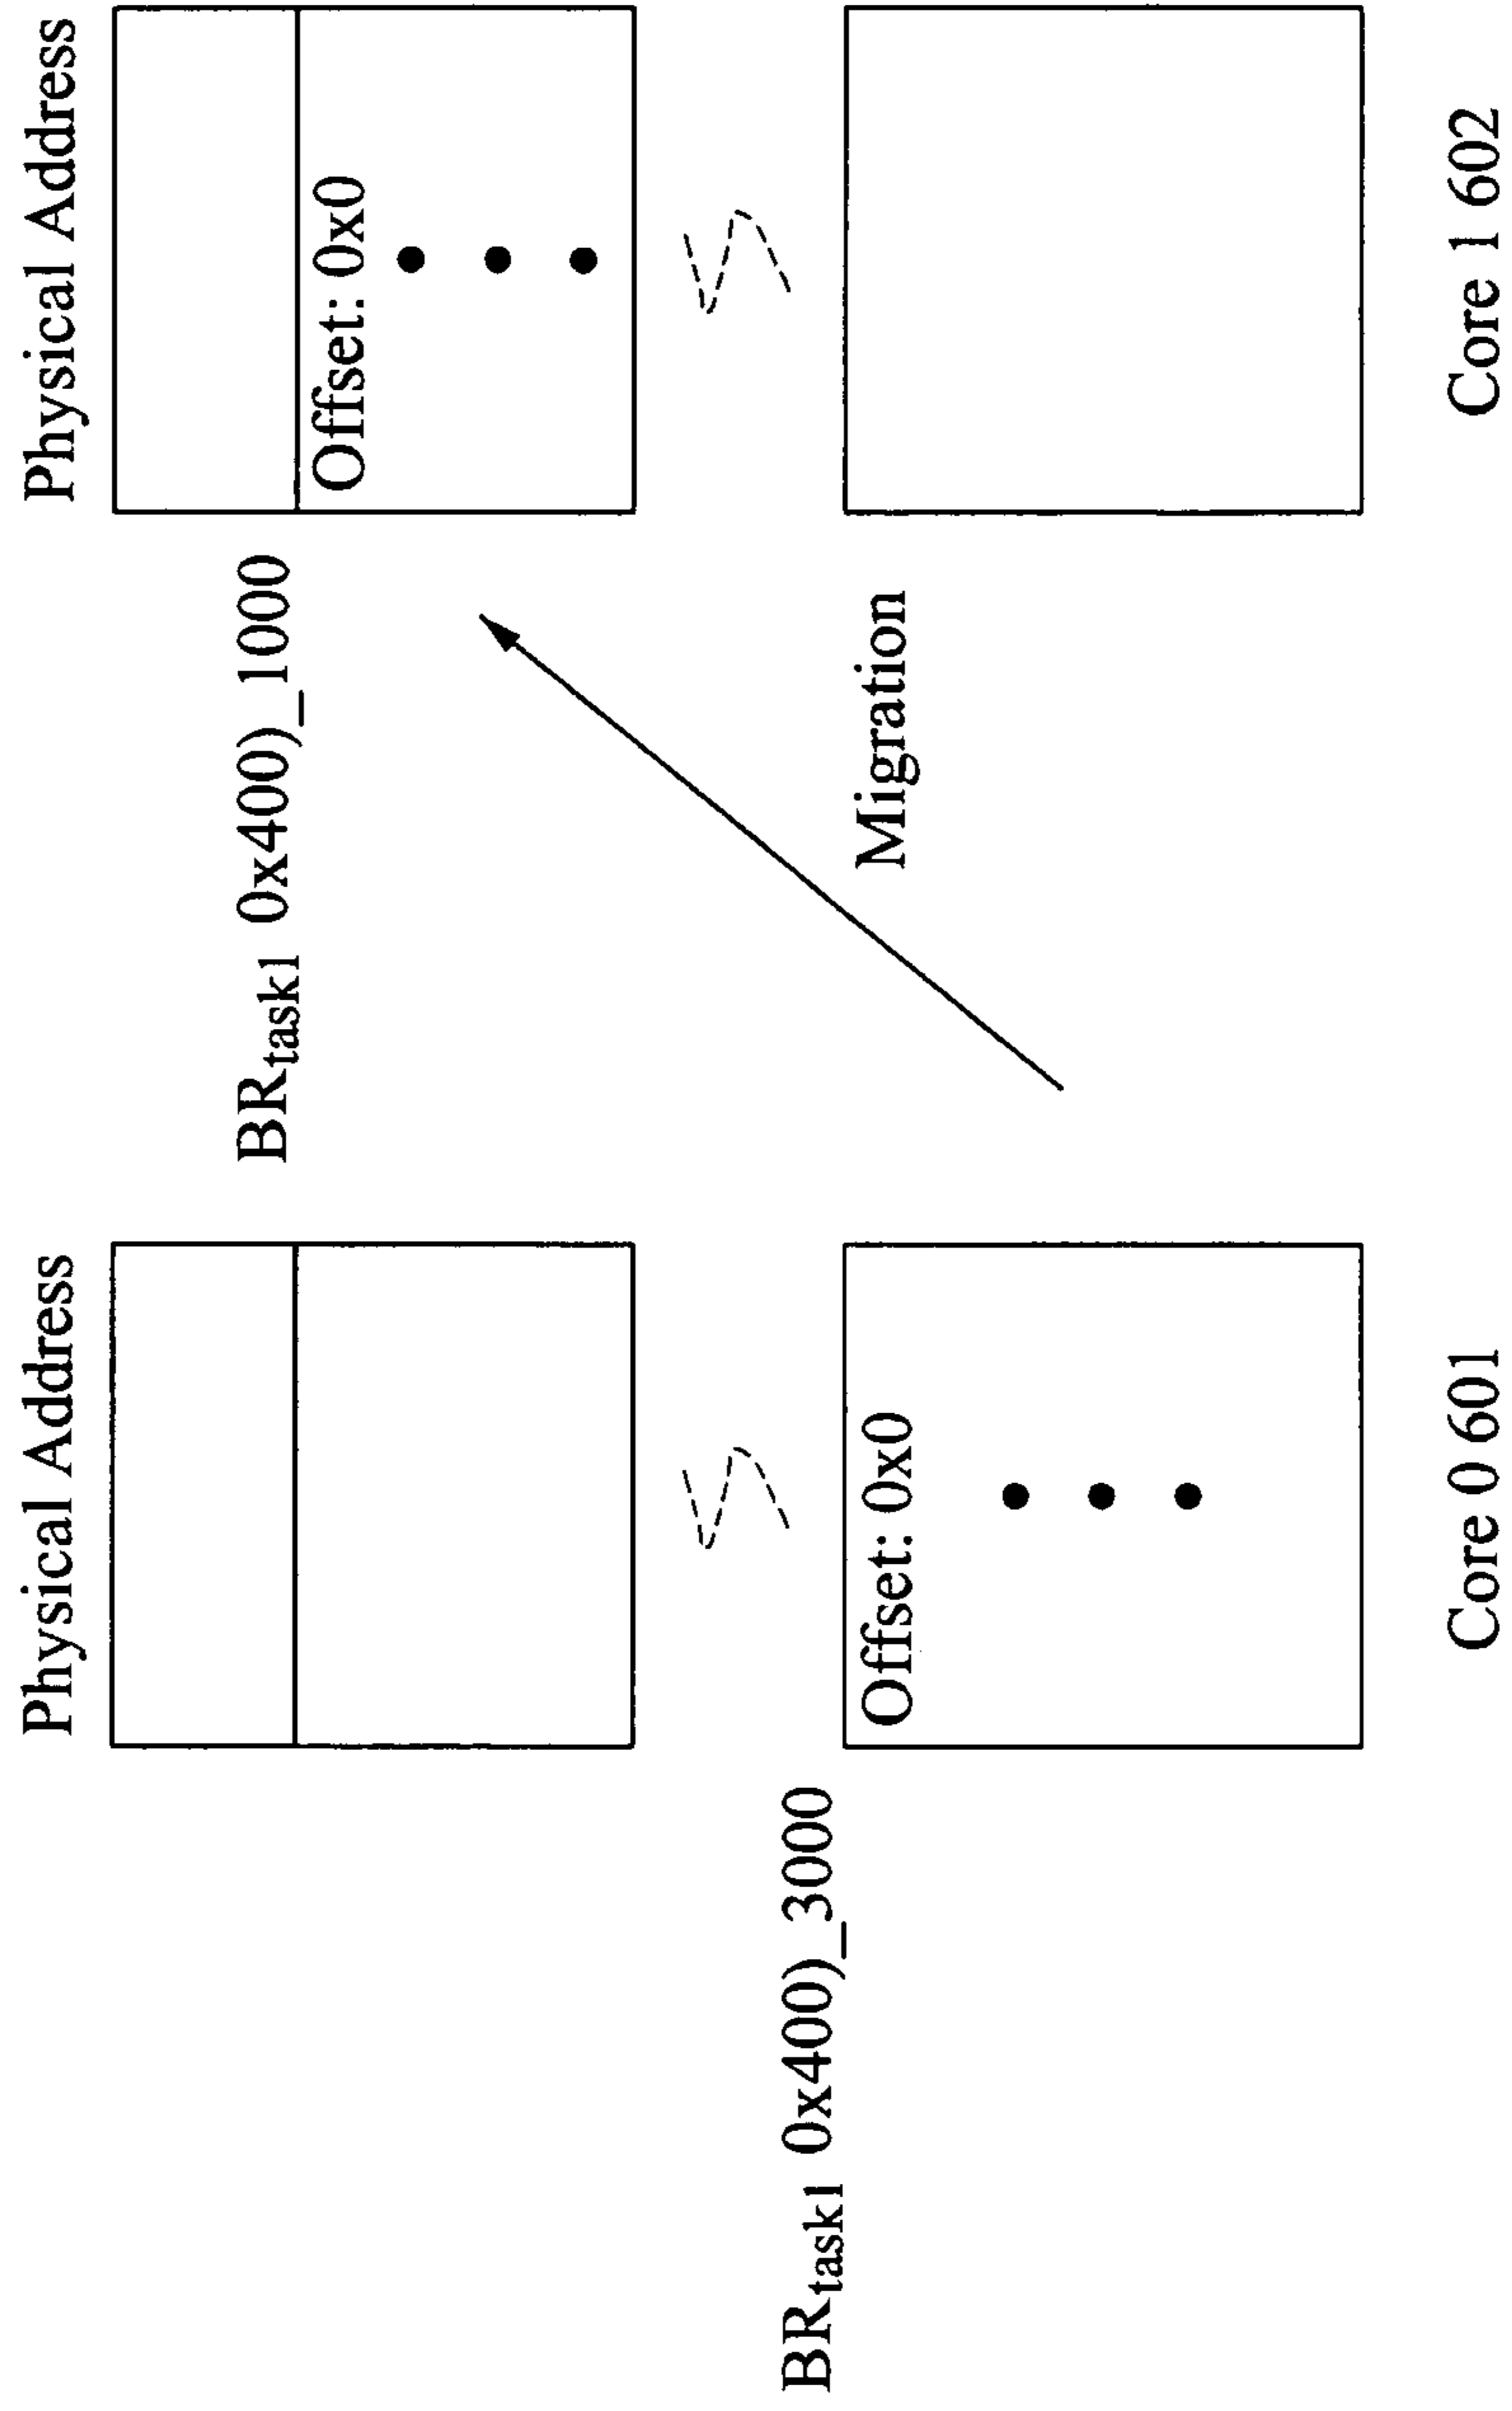 Physical Address
Physical Address
BRtask1 0x400)_1000
Offset: 0x0
BRtask1 0x400)_3000
Offset: 0x0
Migration
Core 0 601
Core 1 602